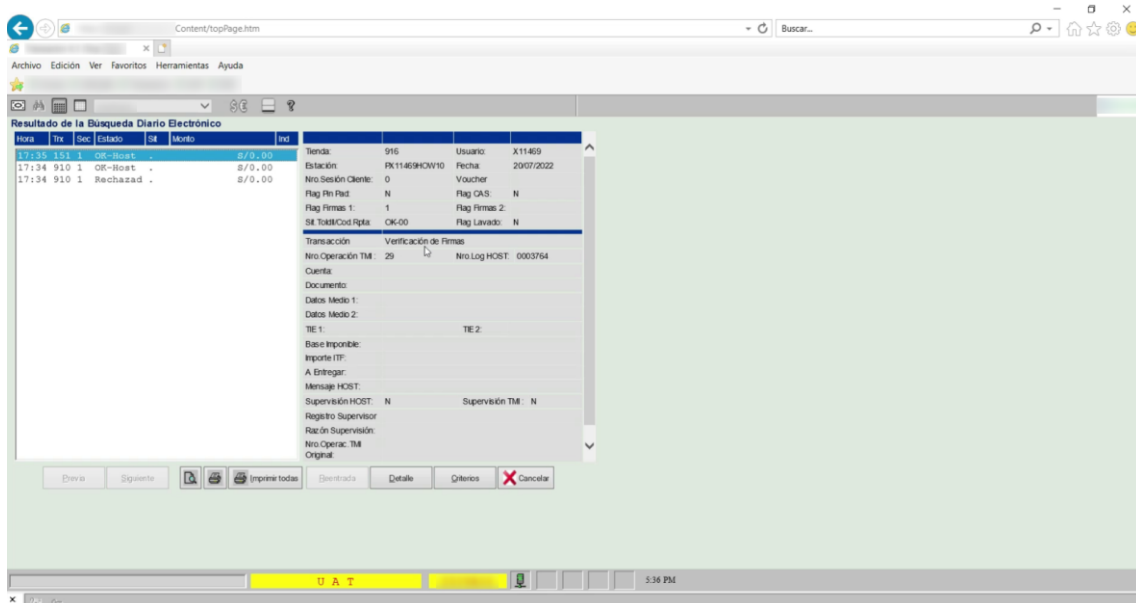 Content/topPage.htm
Buscar...
Archivo Edición Ver Favoritos Herramientas Ayuda
Resultado de la Búsqueda Diario Electrónico
Hora Trx Sec Estado Sit Monto Ind
17:35 151 1 OK-Host . S/0.00
17:34 910 1 OK-Host . S/0.00
17:34 910 1 Rechazad . S/0.00
Tienda: 916 Usuario: X11469
Estación: PX11469HOW10 Fecha: 20/07/2022
Nro.Sesión Cliente: 0 Voucher
Flag Pin Pad: N Flag CAS: N
Flag Firmas 1: 1 Flag Firmas 2:
Sit.Toldt/Cod.Rpta: OK-00 Flag Lavado: N
Transacción Verificación de Firmas
Nro.Operación TMI: 29 Nro.Log HOST: 0003764
Cuenta:
Documento:
Datos Medio 1:
Datos Medio 2:
TIE 1: TIE 2:
Base Imponible:
Importe ITF:
A Entregar:
Mensaje HOST:
Supervisión HOST: N Supervisión TMI: N
Registro Supervisor
Razón Supervisión:
Nro.Operac. TMI
Original:
Previa Siguiente Imprimir todas Reentrada Detalle Criterios Cancelar
U A T
5:36 PM